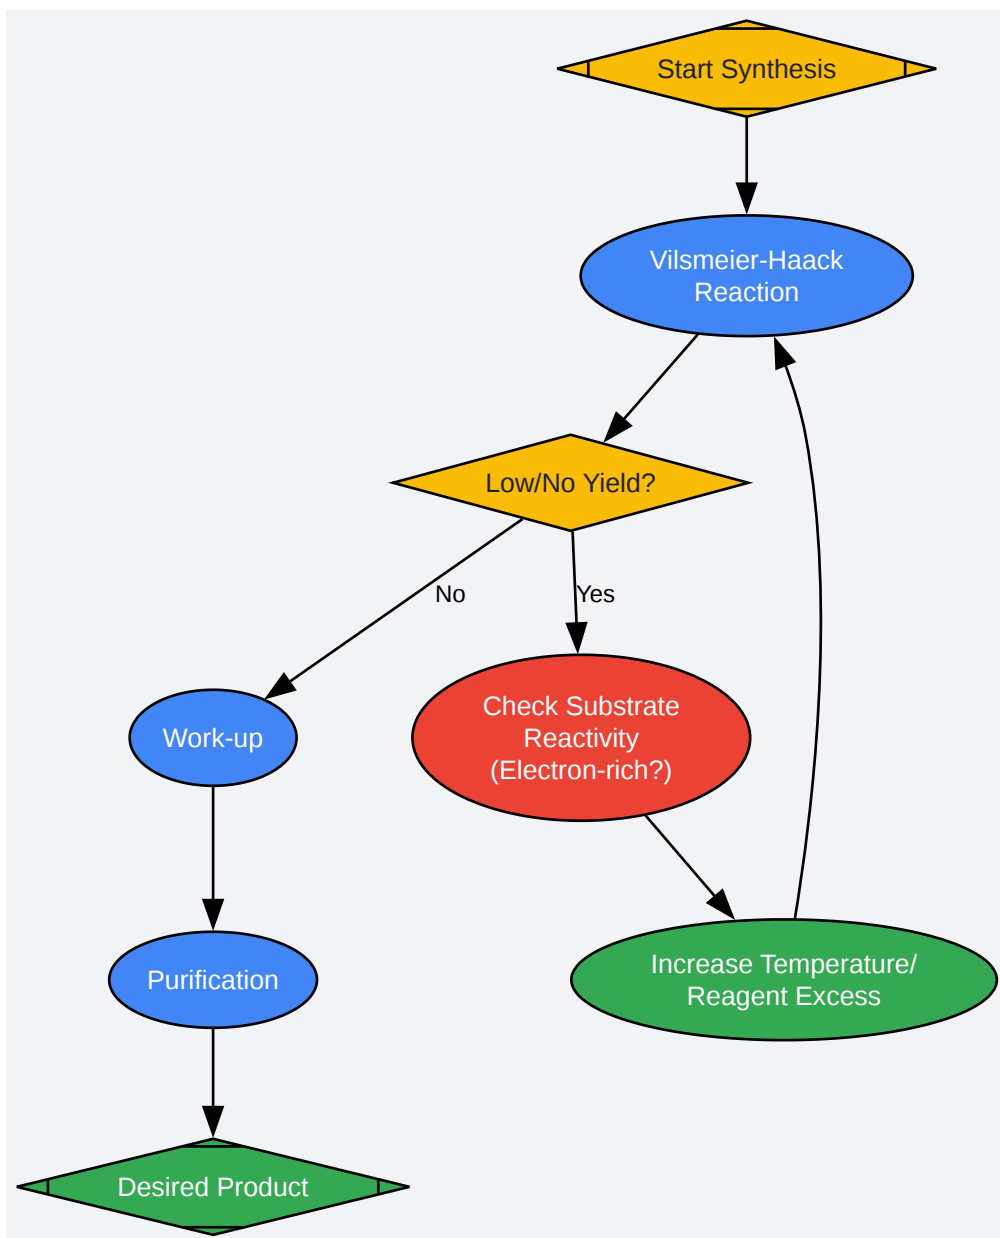 Start Synthesis
Vilsmeier-Haack
Reaction
Low/No Yield?
No
Yes
Work-up
Check Substrate
Reactivity
(Electron-rich?)
Purification
Increase Temperature/
Reagent Excess
Desired Product